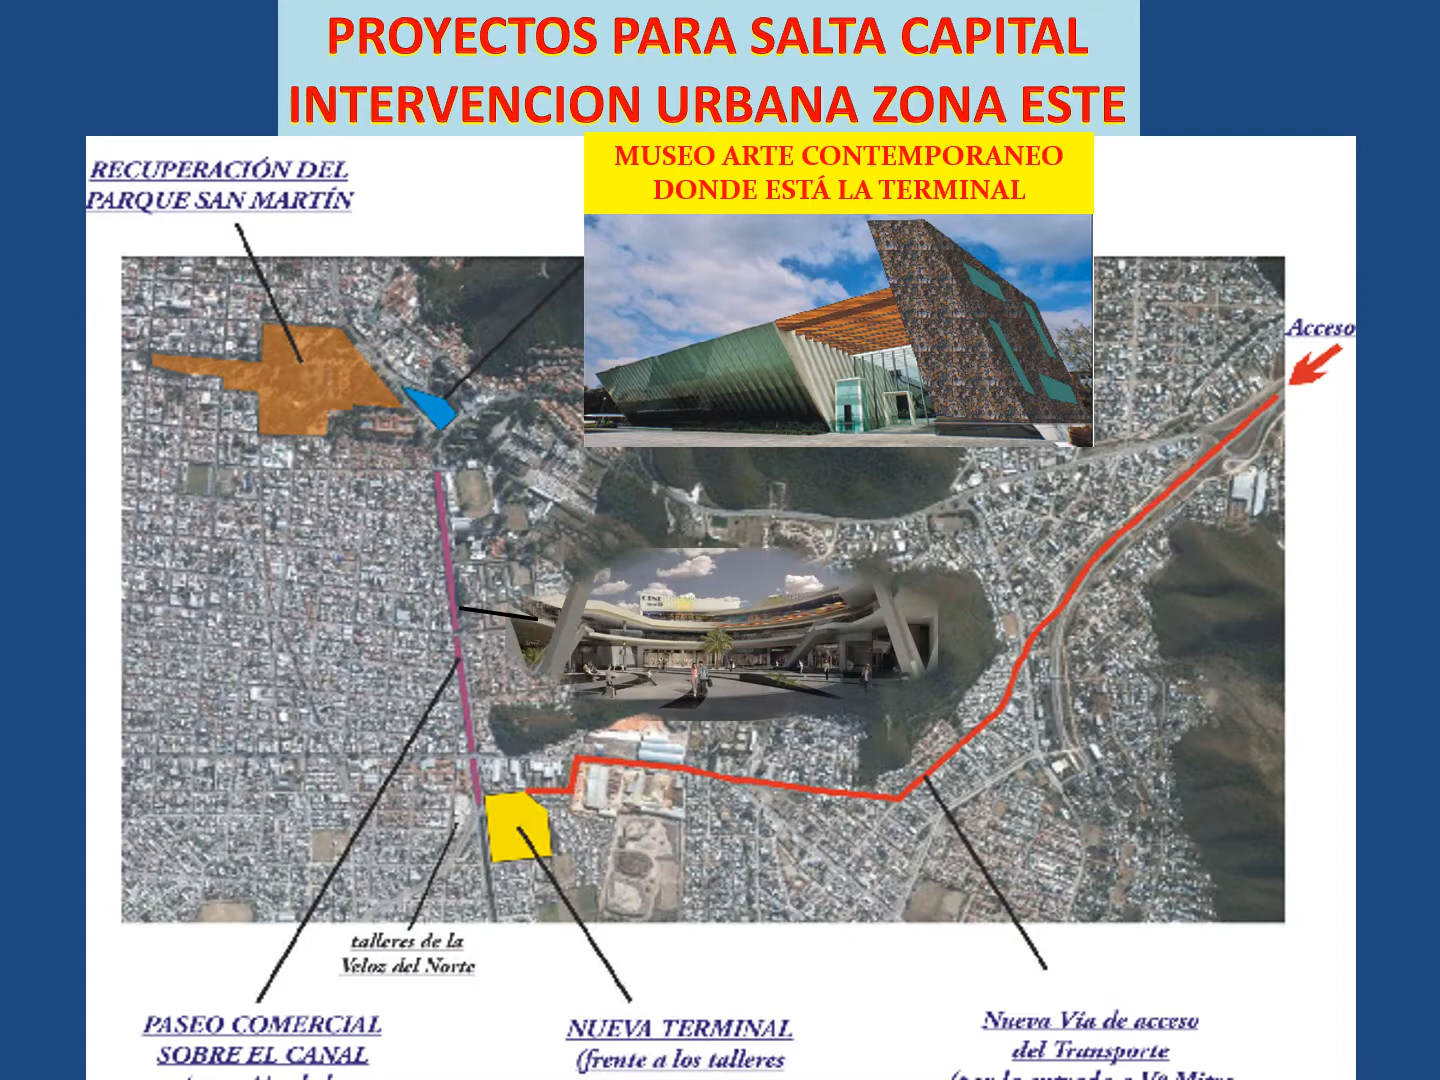 PROYECTOS PARA SALTA CAPITAL
INTERVENCION URBANA ZONA ESTE
MUSEO ARTE CONTEMPORANEO
DONDE ESTÁ LA TERMINAL
RECUPERACIÓN DEL
PARQUE SAN MARTÍN
Acceso
CINE
talleres de la
Veloz del Norte
PASEO COMERCIAL
SOBRE EL CANAL
NUEVA TERMINAL
(frente a los talleres
Nueva Vía de acceso
del Transporte